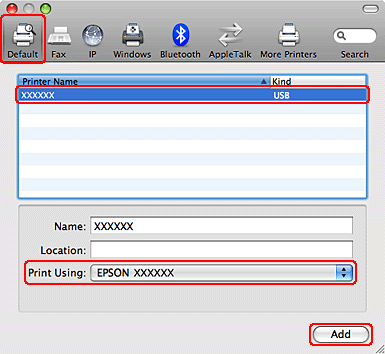 Default Fax IP Windows Bluetooth AppleTalk More Printers Search
Printer Name Kind
XXXXXX USB
Name: XXXXXX
Location:
Print Using: EPSON XXXXXX
Add